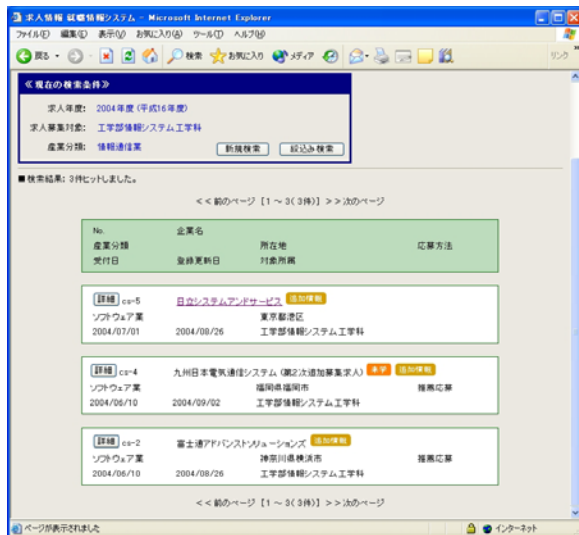 求人情報 就職情報システム - Microsoft Internet Explorer
ファイル(F) 編集(E) 表示(V) お気に入り(A) ツール(T) ヘルプ(H)
戻る 検索 お気に入り メディア リンク
≪現在の検索条件≫
求人年度: 2004年度(平成16年度)
求人募集対象: 工学部情報システム工学科
産業分類: 情報通信業 新規検索 絞込み検索
■検索結果: 3件ヒットしました。
<<前のページ [1 ~ 3( 3件)] >>次のページ
No. 企業名
産業分類 所在地 応募方法
受付日 登録更新日 対象所属
詳細 cs-5 日立システムアンドサービス 追加情報
ソフトウェア業 東京都港区
2004/07/01 2004/08/26 工学部情報システム工学科
詳細 cs-4 九州日本電気通信システム (第2次追加募集求人) 本学 追加情報
ソフトウェア業 福岡県福岡市 推薦応募
2004/06/10 2004/09/02 工学部情報システム工学科
詳細 cs-2 富士通アドバンストソリューションズ 追加情報
ソフトウェア業 神奈川県横浜市 推薦応募
2004/06/10 2004/08/26 工学部情報システム工学科
<<前のページ [1 ~ 3( 3件)] >>次のページ
ページが表示されました インターネット